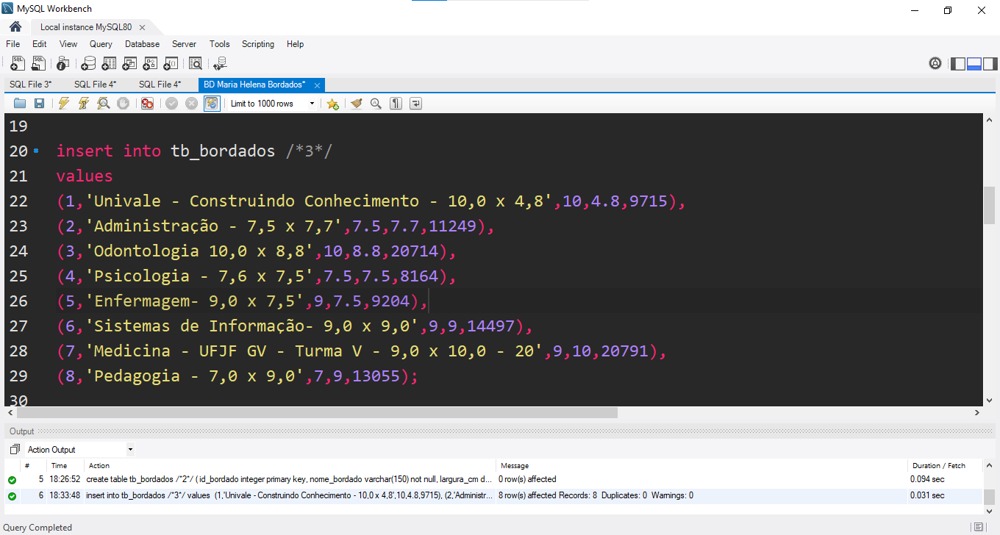 MySQL Workbench
Local instance MySQL80
File Edit View Query Database Server Tools Scripting Help
SQL File 3* SQL File 4* SQL File 4* BD Maria Helena Bordados*
Limit to 1000 rows
19
20 insert into tb_bordados /*3*/
21 values
22 (1,'Univale - Construindo Conhecimento - 10,0 x 4,8',10,4.8,9715),
23 (2,'Administração - 7,5 x 7,7',7.5,7.7,11249),
24 (3,'Odontologia 10,0 x 8,8',10,8.8,20714),
25 (4,'Psicologia - 7,6 x 7,5',7.5,7.5,8164),
26 (5,'Enfermagem- 9,0 x 7,5',9,7.5,9204),
27 (6,'Sistemas de Informação- 9,0 x 9,0',9,9,14497),
28 (7,'Medicina - UFJF GV - Turma V - 9,0 x 10,0 - 20',9,10,20791),
29 (8,'Pedagogia - 7,0 x 9,0',7,9,13055);
30
Output
Action Output
# Time Action Message Duration / Fetch
5 18:26:52 create table tb_bordados /*2*/ ( id_bordado integer primary key, nome_bordado varchar(150) not null, largura_cm d... 0 row(s) affected 0.094 sec
6 18:33:48 insert into tb_bordados /*3*/ values (1,'Univale - Construindo Conhecimento - 10,0 x 4,8',10,4.8,9715), (2,'Administr... 8 row(s) affected Records: 8 Duplicates: 0 Warnings: 0 0.031 sec
Query Completed